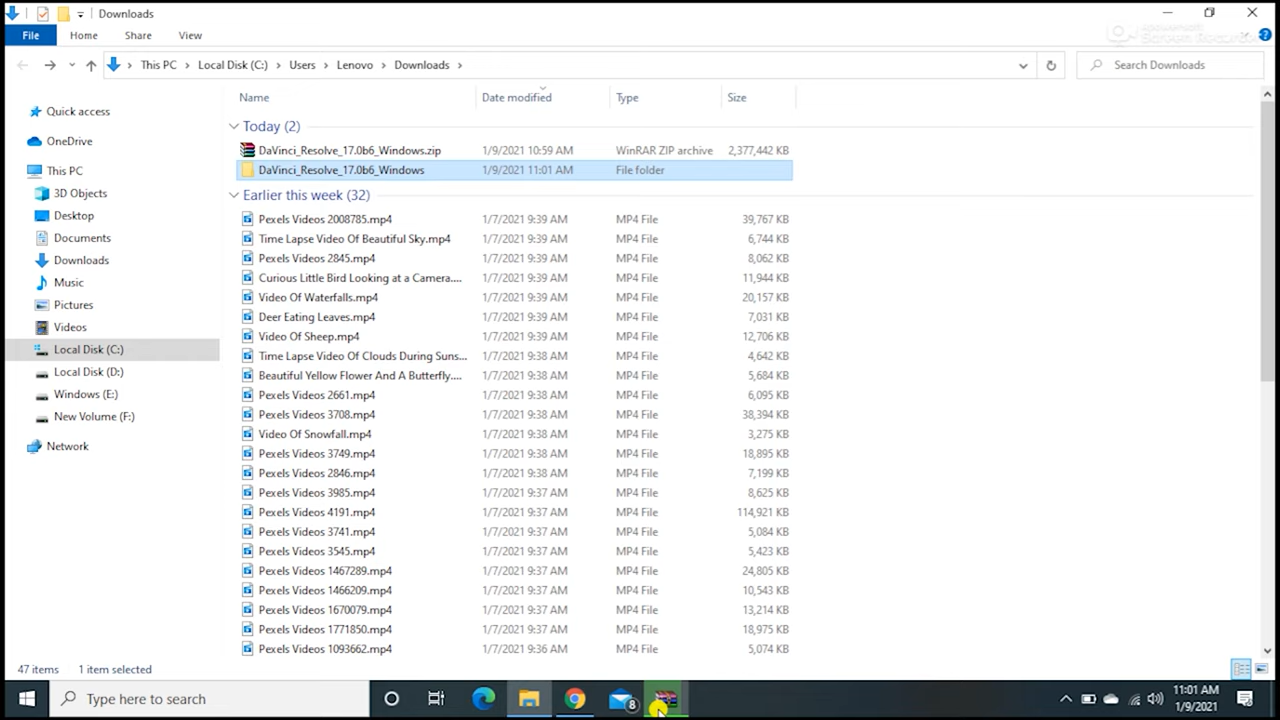 Downloads
File Home Share View
This PC Local Disk (C:) Users Lenovo Downloads Search Downloads
Name Date modified Type Size
Quick access
OneDrive
This PC
3D Objects
Desktop
Documents
Downloads
Music
Pictures
Videos
Local Disk (C:)
Local Disk (D:)
Windows (E:)
New Volume (F:)
Network
Today (2)
DaVinci_Resolve_17.0b6_Windows.zip 1/9/2021 10:59 AM WinRAR ZIP archive 2,377,442 KB
DaVinci_Resolve_17.0b6_Windows 1/9/2021 11:01 AM File folder
Earlier this week (32)
Pexels Videos 2008785.mp4 1/7/2021 9:39 AM MP4 File 39,767 KB
Time Lapse Video Of Beautiful Sky.mp4 1/7/2021 9:39 AM MP4 File 6,744 KB
Pexels Videos 2845.mp4 1/7/2021 9:39 AM MP4 File 8,062 KB
Curious Little Bird Looking at a Camera.... 1/7/2021 9:39 AM MP4 File 11,944 KB
Video Of Waterfalls.mp4 1/7/2021 9:39 AM MP4 File 20,157 KB
Deer Eating Leaves.mp4 1/7/2021 9:39 AM MP4 File 7,031 KB
Video Of Sheep.mp4 1/7/2021 9:39 AM MP4 File 12,706 KB
Time Lapse Video Of Clouds During Suns... 1/7/2021 9:38 AM MP4 File 4,642 KB
Beautiful Yellow Flower And A Butterfly.... 1/7/2021 9:38 AM MP4 File 5,684 KB
Pexels Videos 2661.mp4 1/7/2021 9:38 AM MP4 File 6,095 KB
Pexels Videos 3708.mp4 1/7/2021 9:38 AM MP4 File 38,394 KB
Video Of Snowfall.mp4 1/7/2021 9:38 AM MP4 File 3,275 KB
Pexels Videos 3749.mp4 1/7/2021 9:38 AM MP4 File 18,895 KB
Pexels Videos 2846.mp4 1/7/2021 9:38 AM MP4 File 7,199 KB
Pexels Videos 3985.mp4 1/7/2021 9:37 AM MP4 File 8,625 KB
Pexels Videos 4191.mp4 1/7/2021 9:37 AM MP4 File 114,921 KB
Pexels Videos 3741.mp4 1/7/2021 9:37 AM MP4 File 5,084 KB
Pexels Videos 3545.mp4 1/7/2021 9:37 AM MP4 File 5,423 KB
Pexels Videos 1467289.mp4 1/7/2021 9:37 AM MP4 File 24,805 KB
Pexels Videos 1466209.mp4 1/7/2021 9:37 AM MP4 File 10,543 KB
Pexels Videos 1670079.mp4 1/7/2021 9:37 AM MP4 File 13,214 KB
Pexels Videos 1771850.mp4 1/7/2021 9:37 AM MP4 File 18,975 KB
Pexels Videos 1093662.mp4 1/7/2021 9:36 AM MP4 File 5,074 KB
47 items 1 item selected
Type here to search 8 11:01 AM
1/9/2021